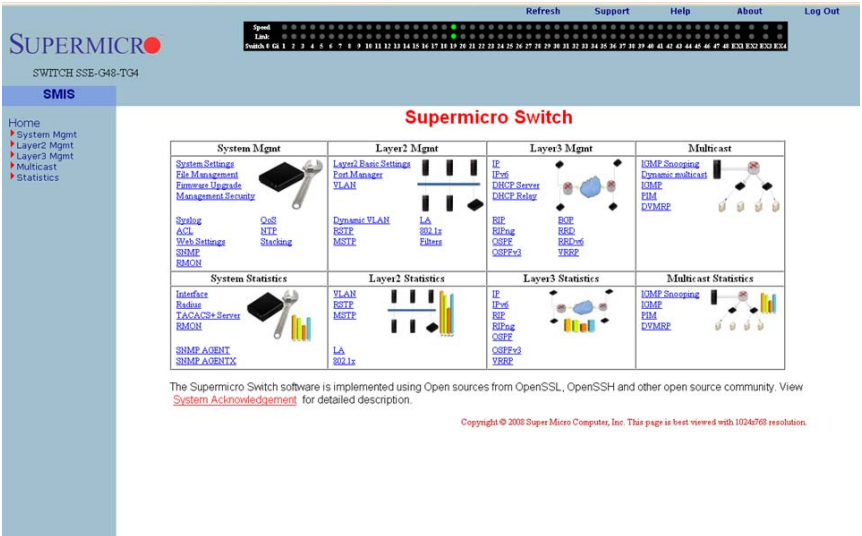 Refresh Support Help About Log Out
SUPERMICRO
SWITCH SSE-G48-TG4
Speed
Link
Switch 0 Gi 1 2 3 4 5 6 7 8 9 10 11 12 13 14 15 16 17 18 19 20 21 22 23 24 25 26 27 28 29 30 31 32 33 34 35 36 37 38 39 40 41 42 43 44 45 46 47 48 EX1 EX2 EX3 EX4
SMIS
Home
System Mgmt
Layer2 Mgmt
Layer3 Mgmt
Multicast
Statistics
Supermicro Switch
System Mgmt
System Settings
File Management
Firmware Upgrade
Management Security
Syslog QoS
ACL NTP
Web Settings Stacking
SNMP
RMON
Layer2 Mgmt
Layer2 Basic Settings
Port Manager
VLAN
Dynamic VLAN LA
RSTP 802.1x
MSTP Filters
Layer3 Mgmt
IP
IPv6
DHCP Server
DHCP Relay
RIP BGP
RIPng RRD
OSPF RRDv6
OSPFv3 VRRP
Multicast
IGMP Snooping
Dynamic multicast
IGMP
PIM
DVMRP
System Statistics
Interface
Radius
TACACS+ Server
RMON
SNMP AGENT
SNMP AGENTX
Layer2 Statistics
VLAN
RSTP
MSTP
LA
802.1x
Layer3 Statistics
IP
IPv6
RIP
RIPng
OSPF
OSPFv3
VRRP
Multicast Statistics
IGMP Snooping
IGMP
PIM
DVMRP
The Supermicro Switch software is implemented using Open sources from OpenSSL, OpenSSH and other open source community. View
System Acknowledgement for detailed description.
Copyright © 2008 Super Micro Computer, Inc. This page is best viewed with 1024x768 resolution.